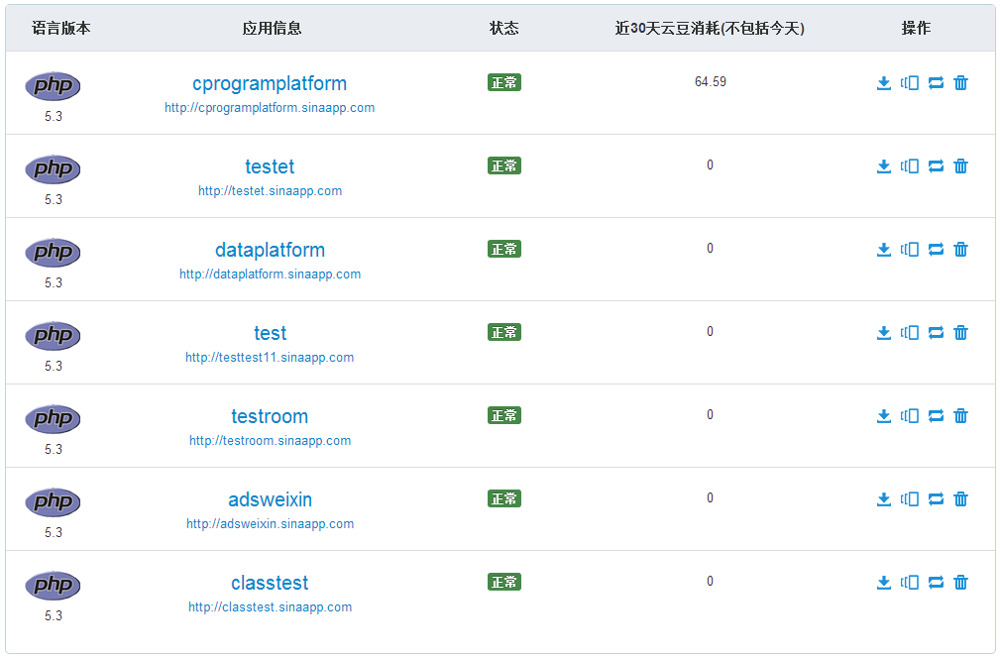 语言版本 应用信息 状态 近30天云豆消耗(不包括今天) 操作
php cprogramplatform 正常 64.59
http://cprogramplatform.sinaapp.com
5.3
php testet 正常 0
http://testet.sinaapp.com
5.3
php dataplatform 正常 0
http://dataplatform.sinaapp.com
5.3
php test 正常 0
http://testtest11.sinaapp.com
5.3
php testroom 正常 0
http://testroom.sinaapp.com
5.3
php adsweixin 正常 0
http://adsweixin.sinaapp.com
5.3
php classtest 正常 0
http://classtest.sinaapp.com
5.3